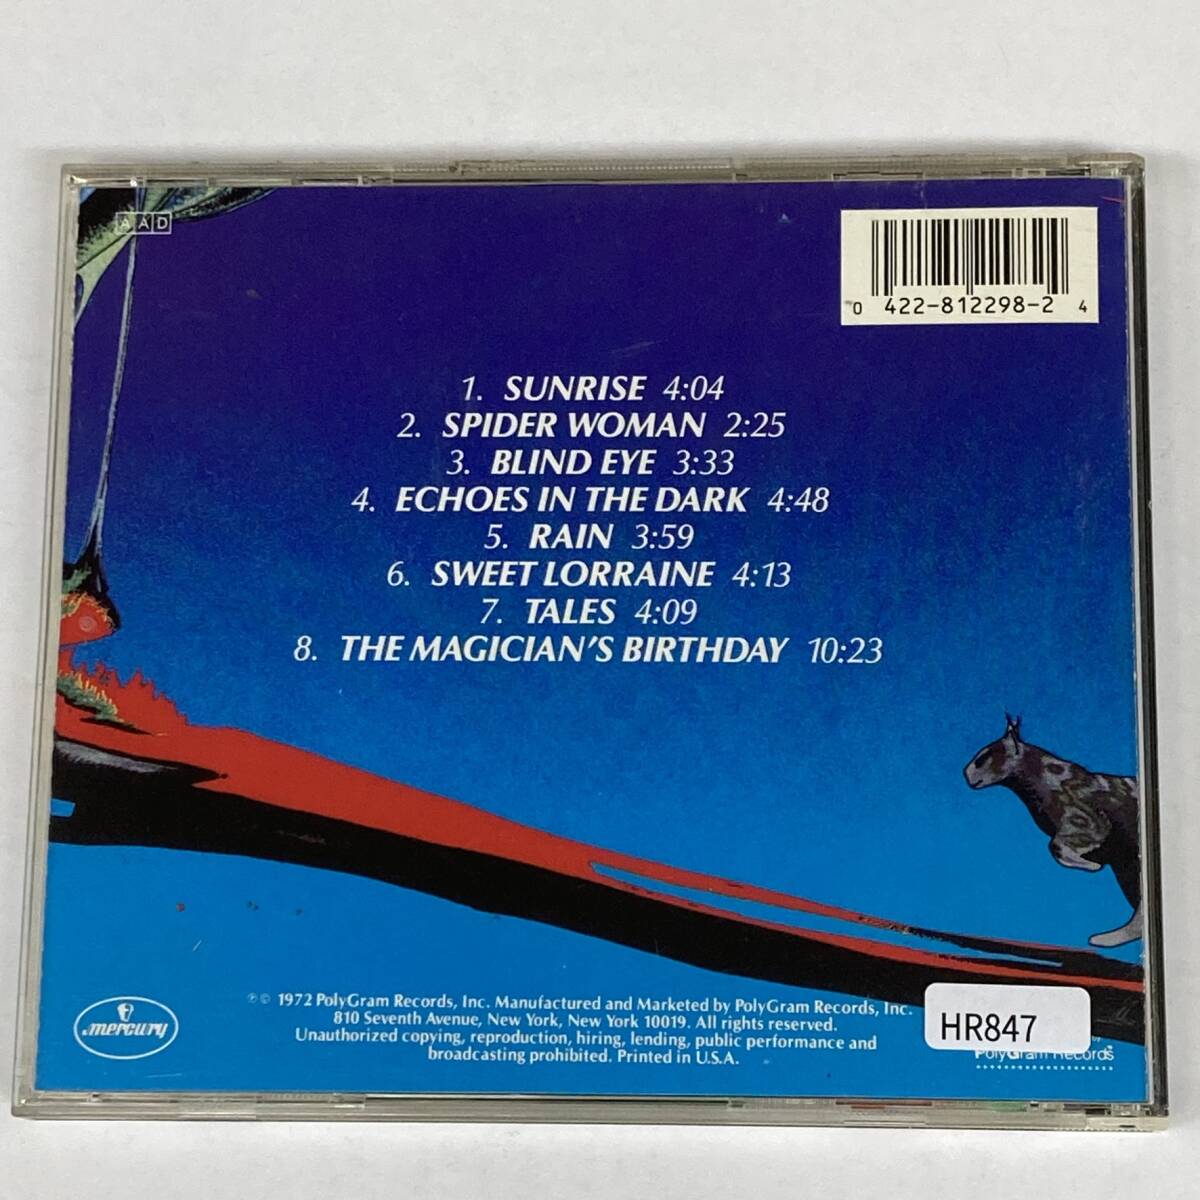 AAD
0 422-812298-2 4
1. SUNRISE 4:04
2. SPIDER WOMAN 2:25
3. BLIND EYE 3:33
4. ECHOES IN THE DARK 4:48
5. RAIN 3:59
6. SWEET LORRAINE 4:13
7. TALES 4:09
8. THE MAGICIAN'S BIRTHDAY 10:23
mercury
℗© 1972 PolyGram Records, Inc. Manufactured and Marketed by PolyGram Records, Inc.
810 Seventh Avenue, New York, New York 10019. All rights reserved.
Unauthorized copying, reproduction, hiring, lending, public performance and
broadcasting prohibited. Printed in U.S.A.
HR847
PolyGram Records™